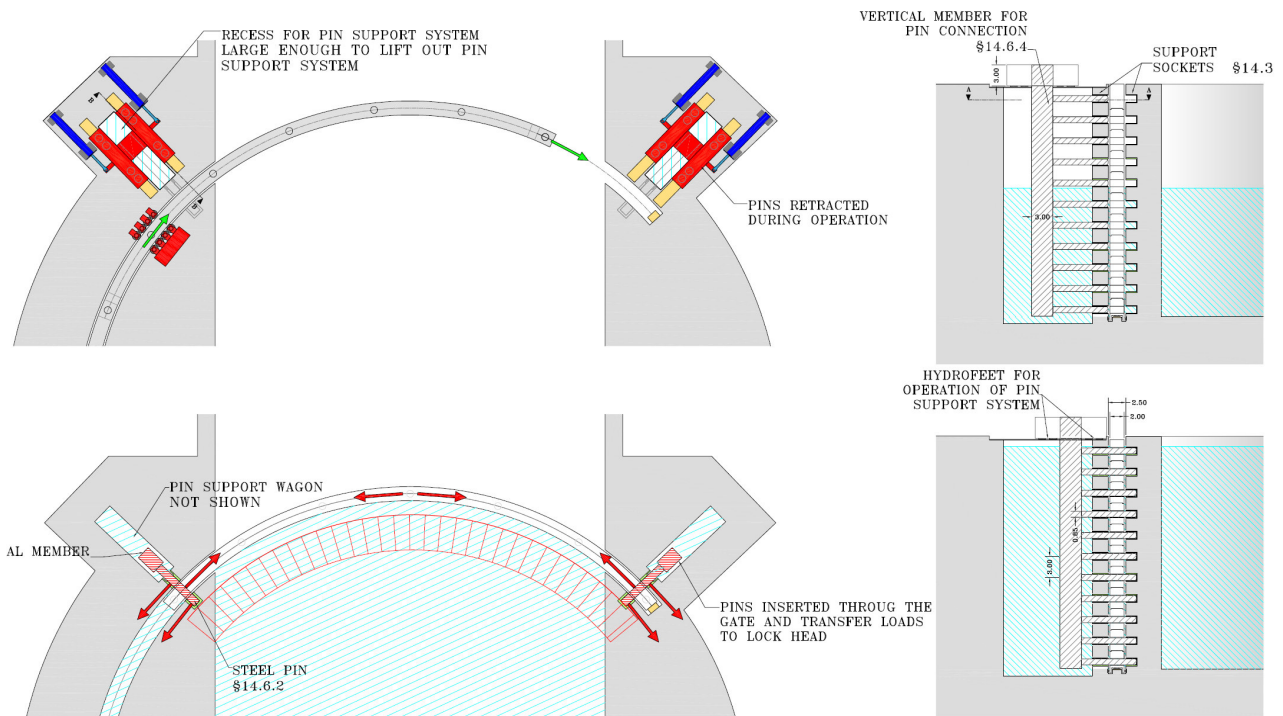 RECESS FOR PIN SUPPORT SYSTEM
LARGE ENOUGH TO LIFT OUT PIN
SUPPORT SYSTEM
B
B
PINS RETRACTED
DURING OPERATION
VERTICAL MEMBER FOR
PIN CONNECTION
§14.6.4
SUPPORT
SOCKETS §14.3
3.00
A
A
3.00
PIN SUPPORT WAGON
NOT SHOWN
AL MEMBER
STEEL PIN
§14.6.2
PINS INSERTED THROUG THE
GATE AND TRANSFER LOADS
TO LOCK HEAD
HYDROFEET FOR
OPERATION OF PIN
SUPPORT SYSTEM
2.50
2.00
0.85
3.00